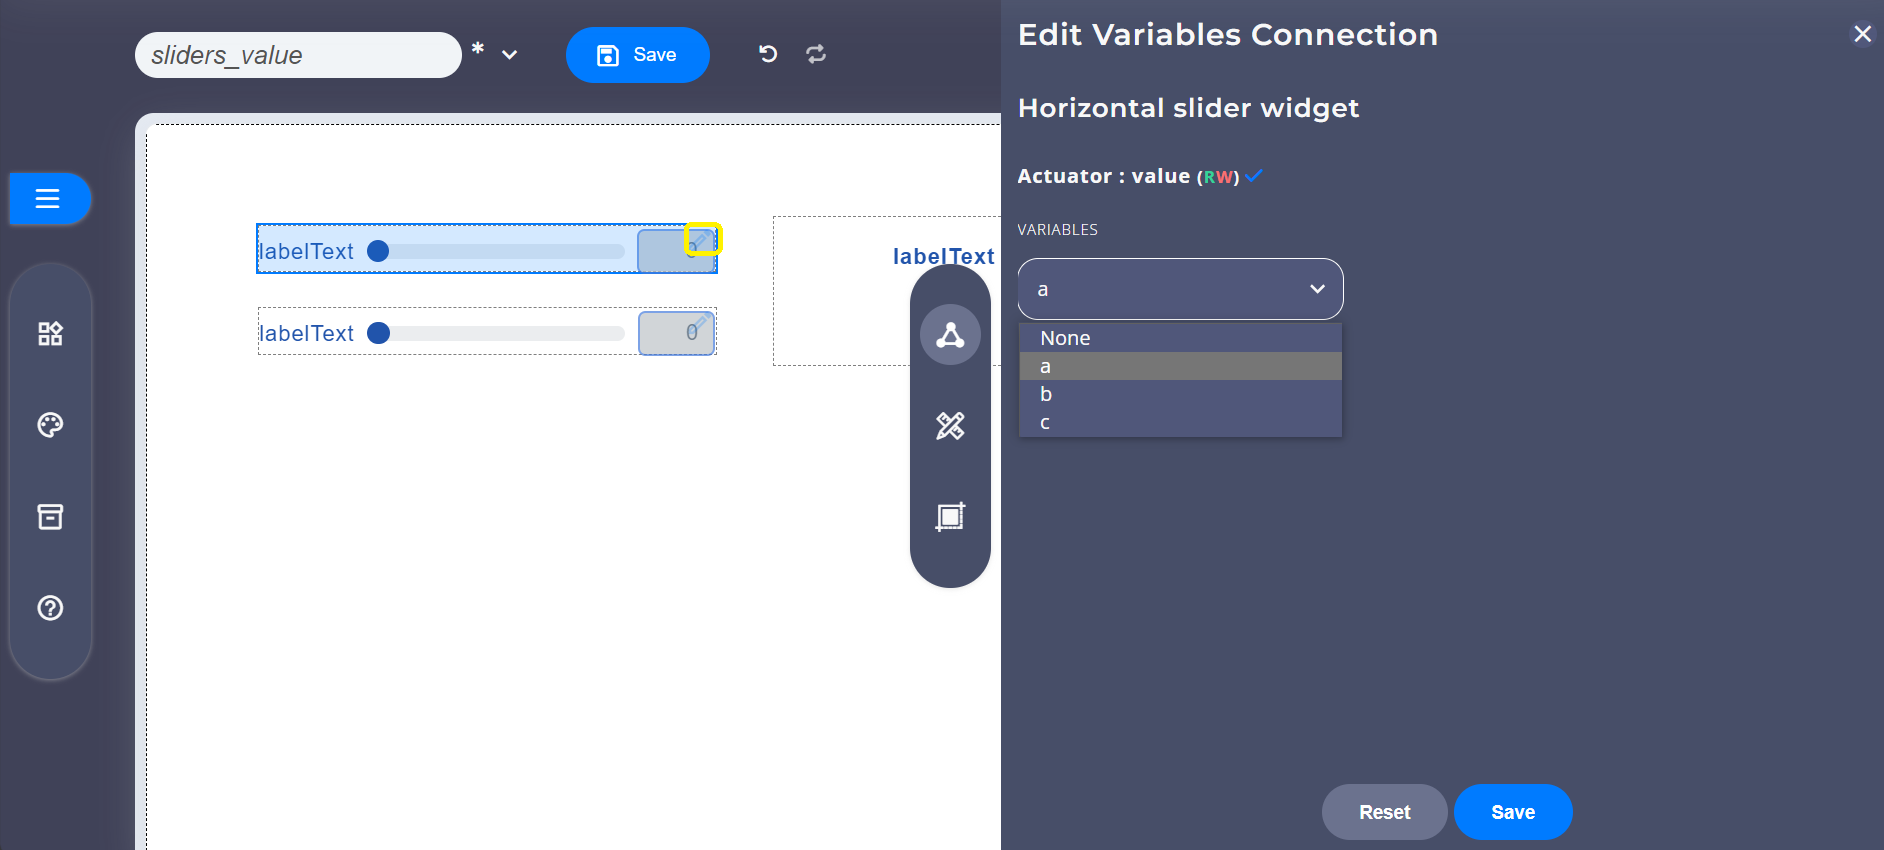 sliders_value * Save
labelText 0
labelText 0
labelText
Edit Variables Connection
Horizontal slider widget
Actuator : value (RW)
VARIABLES
a
None
a
b
c
Reset Save